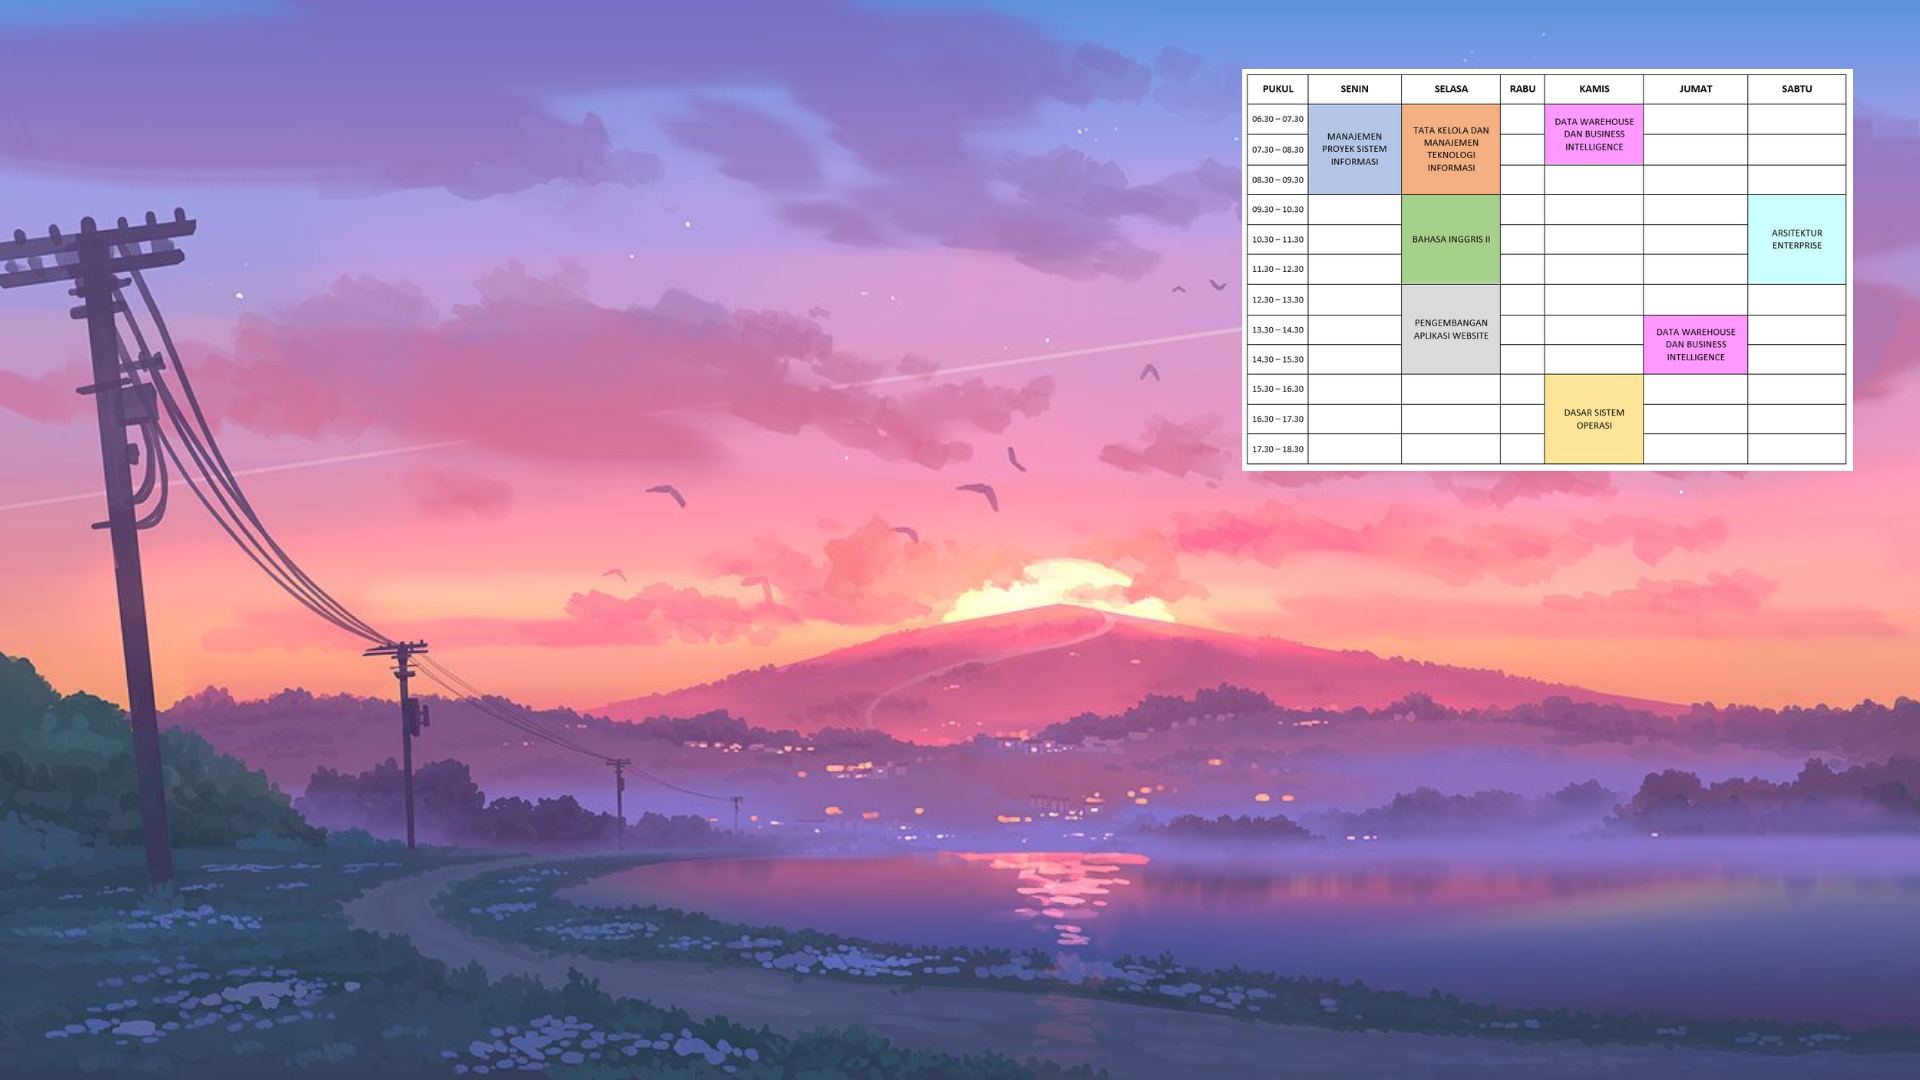 PUKUL SENIN SELASA RABU KAMIS JUMAT SABTU
06.30 – 07.30
07.30 – 08.30
08.30 – 09.30
09.30 – 10.30
10.30 – 11.30
11.30 – 12.30
12.30 – 13.30
13.30 – 14.30
14.30 – 15.30
15.30 – 16.30
16.30 – 17.30
17.30 – 18.30
MANAJEMEN
PROYEK SISTEM
INFORMASI
TATA KELOLA DAN
MANAJEMEN
TEKNOLOGI
INFORMASI
BAHASA INGGRIS II
PENGEMBANGAN
APLIKASI WEBSITE
DATA WAREHOUSE
DAN BUSINESS
INTELLIGENCE
DASAR SISTEM
OPERASI
DATA WAREHOUSE
DAN BUSINESS
INTELLIGENCE
ARSITEKTUR
ENTERPRISE